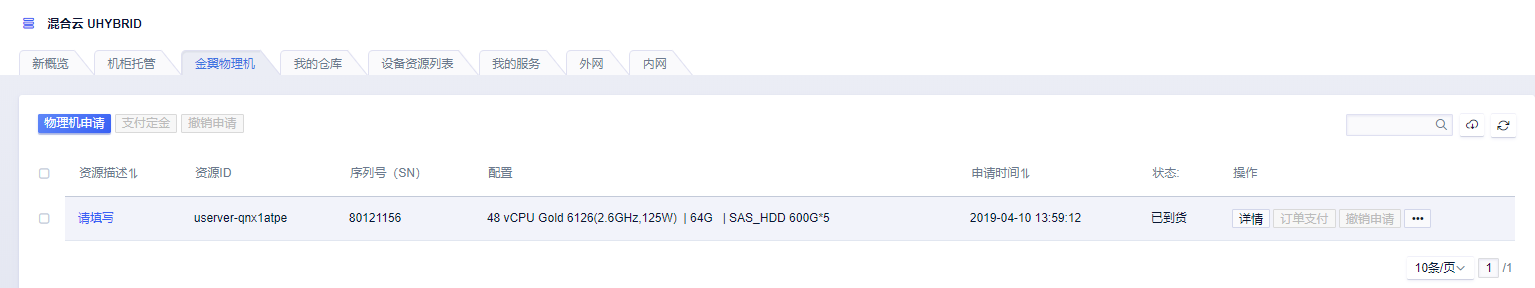 混合云 UHYBRID
新概览 机柜托管 金翼物理机 我的仓库 设备资源列表 我的服务 外网 内网
物理机申请 支付定金 撤销申请
资源描述 资源ID 序列号（SN） 配置 申请时间 状态: 操作
请填写 userver-qnx1atpe 80121156 48 vCPU Gold 6126(2.6GHz,125W) | 64G | SAS_HDD 600G*5 2019-04-10 13:59:12 已到货 详情 订单支付 撤销申请 •••
10条/页 1 /1